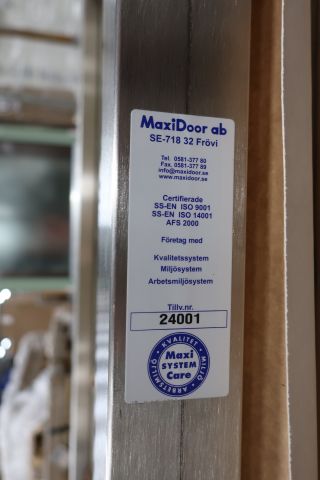 MaxiDoor ab
SE-718 32 Frövi
Tel. 0581-377 80
Fax. 0581-377 89
info@maxidoor.se
www.maxidoor.se
Certifierade
SS-EN ISO 9001
SS-EN ISO 14001
AFS 2000
Företag med
Kvalitetssystem
Miljösystem
Arbetsmiljösystem
Tillv.nr.
24001
KVALITET
MILJÖ
ÖFTILJMSTEBRA
Maxi
SYSTEM
Care